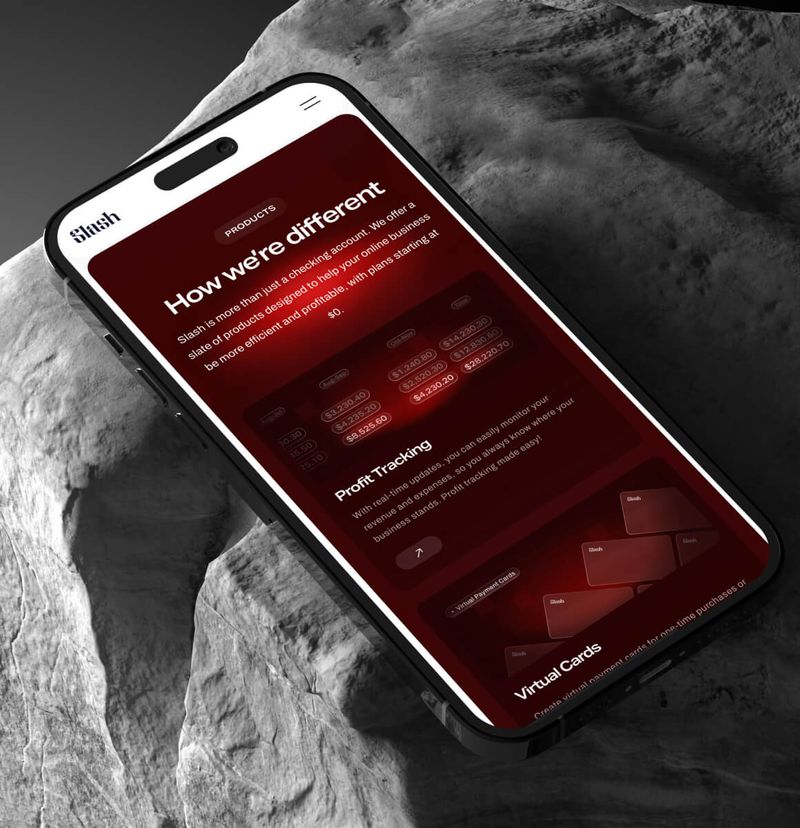 Slash
PRODUCTS
How we're different
Slash is more than just a checking account. We offer a
slate of products designed to help your online business
be more efficient and profitable, with plans starting at
$0.
$3,230.40
$4,235.20
$8,525.60
$1,240.80
$2,520.30
$4,230.20
$14,230.30
$12,830.60
$28,220.70
Profit Tracking
With real-time updates, you can easily monitor your
revenue and expenses, so you always know where your
business stands. Profit tracking made easy!
Virtual Payment Cards
Slash
Slash
Slash
Slash
Slash
Virtual Cards
Create virtual payment cards for one-time purchases or